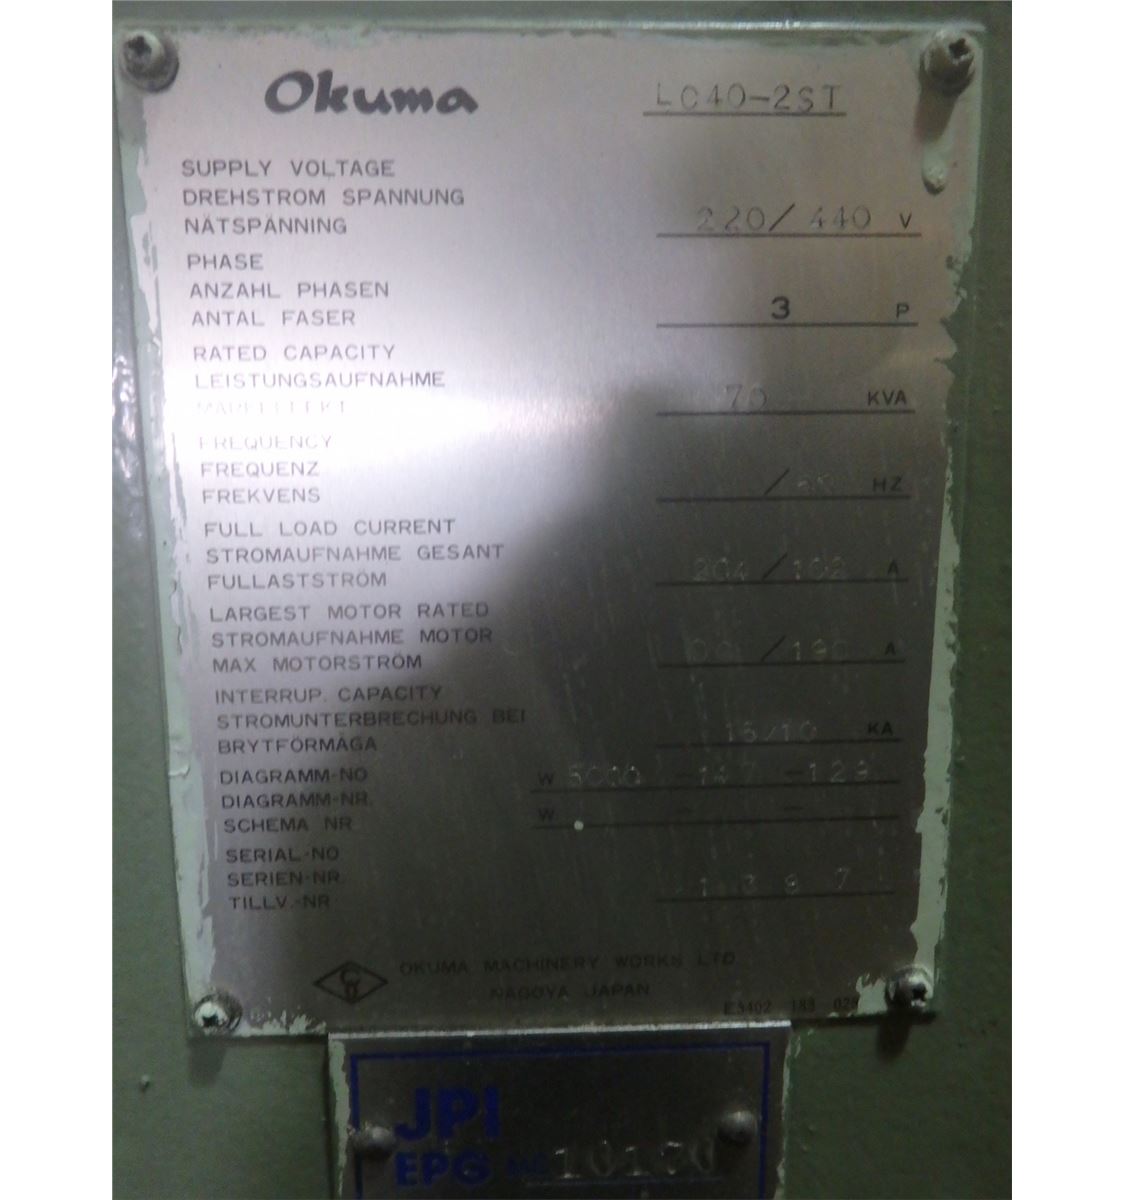 Okuma LC40-2ST
SUPPLY VOLTAGE
DREHSTROM SPANNUNG
NÄTSPÄNNING 220/440 V
PHASE
ANZAHL PHASEN
ANTAL FASER 3 P
RATED CAPACITY
LEISTUNGSAUFNAHME
70 KVA
FREQUENCY
FREQUENZ
FREKVENS / HZ
FULL LOAD CURRENT
STROMAUFNAHME GESANT
FULLASTSTRÖM 204/102 A
LARGEST MOTOR RATED
STROMAUFNAHME MOTOR
MAX MOTORSTRÖM / A
INTERRUP. CAPACITY
STROMUNTERBRECHUNG BEI
BRYTFÖRMÅGA 15/10 KA
DIAGRAMM-NO W
DIAGRAMM-NR.
SCHEMA NR W - -
SERIAL-NO
SERIEN-NR.
TILLV.-NR
OKUMA MACHINERY WORKS LTD.
NAGOYA JAPAN
E3402
JPI
EPG